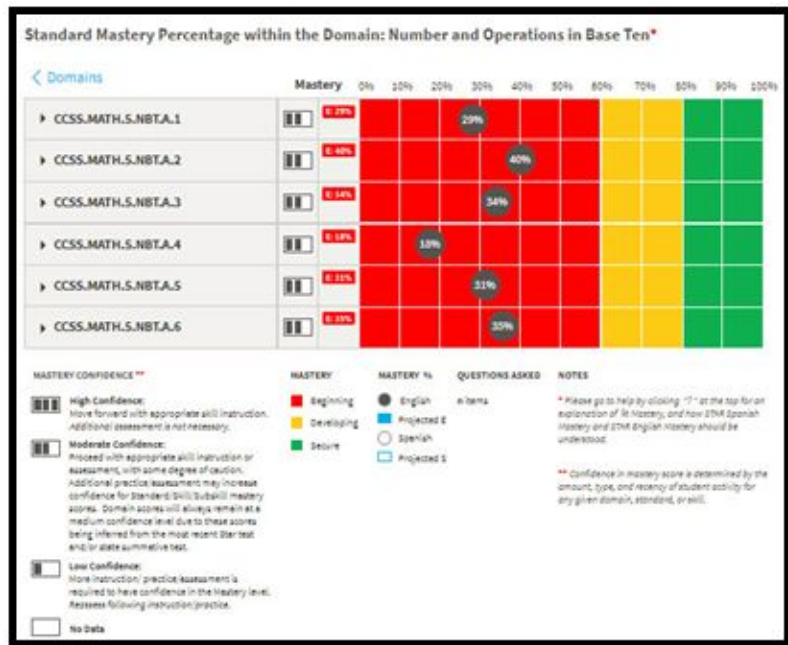 Standard Mastery Percentage within the Domain: Number and Operations in Base Ten*
< Domains
Mastery 0% 10% 20% 30% 40% 50% 60% 70% 80% 90% 100%
CCSS.MATH.5.NBT.A.1 E: 29% 29%
CCSS.MATH.5.NBT.A.2 E: 40% 40%
CCSS.MATH.5.NBT.A.3 E: 34% 34%
CCSS.MATH.5.NBT.A.4 E: 18% 18%
CCSS.MATH.5.NBT.A.5 E: 31% 31%
CCSS.MATH.5.NBT.A.6 E: 35% 35%
MASTERY CONFIDENCE **
High Confidence:
Move forward with appropriate skill instruction.
Additional assessment is not necessary.
Moderate Confidence:
Proceed with appropriate skill instruction or
assessment, with some degree of caution.
Additional practice/assessment may increase
confidence for Standard/Skill/Subskill mastery
scores. Domain scores will always remain at a
medium confidence level due to these scores
being inferred from the most recent Star test
and/or state summative test.
Low Confidence:
More instruction/ practice/assessment is
required to have confidence in the Mastery level.
Reassess following instruction/practice.
No Data
MASTERY
Beginning
Developing
Secure
MASTERY %
English
Projected E
Spanish
Projected S
QUESTIONS ASKED
n items
NOTES
* Please go to help by clicking "?" at the top for an
explanation of % Mastery, and how STAR Spanish
Mastery and STAR English Mastery should be
understood.
** Confidence in mastery score is determined by the
amount, type, and recency of student activity for
any given domain, standard, or skill.